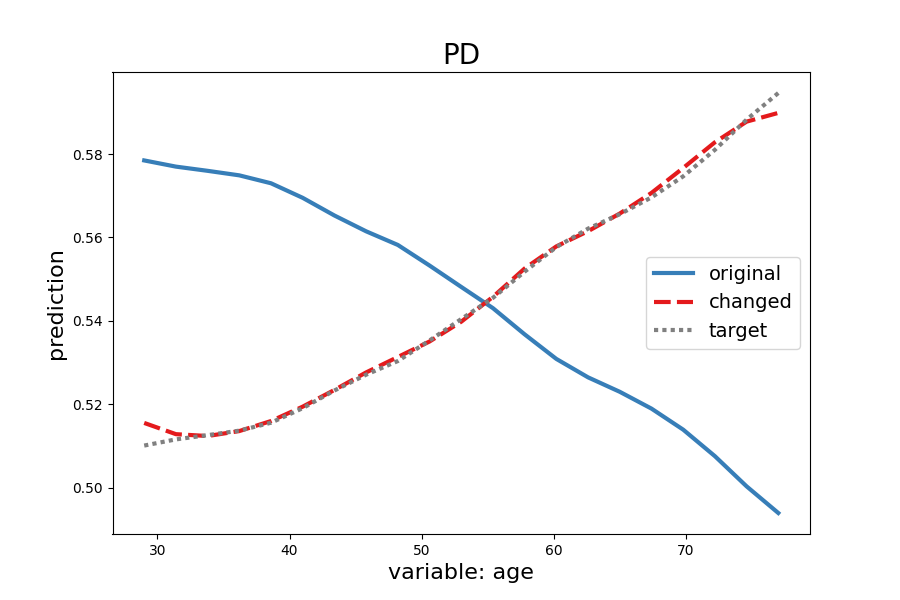 PD
prediction
0.58
0.56
0.54
0.52
0.50
original
changed
target
30 40 50 60 70
variable: age